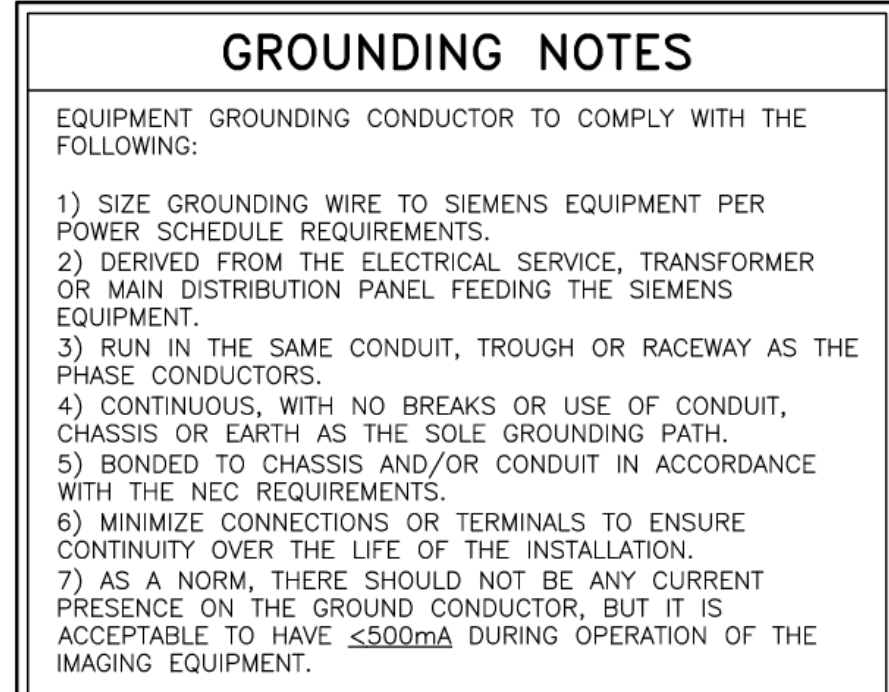 GROUNDING NOTES
EQUIPMENT GROUNDING CONDUCTOR TO COMPLY WITH THE
FOLLOWING:
1) SIZE GROUNDING WIRE TO SIEMENS EQUIPMENT PER
POWER SCHEDULE REQUIREMENTS.
2) DERIVED FROM THE ELECTRICAL SERVICE, TRANSFORMER
OR MAIN DISTRIBUTION PANEL FEEDING THE SIEMENS
EQUIPMENT.
3) RUN IN THE SAME CONDUIT, TROUGH OR RACEWAY AS THE
PHASE CONDUCTORS.
4) CONTINUOUS, WITH NO BREAKS OR USE OF CONDUIT,
CHASSIS OR EARTH AS THE SOLE GROUNDING PATH.
5) BONDED TO CHASSIS AND/OR CONDUIT IN ACCORDANCE
WITH THE NEC REQUIREMENTS.
6) MINIMIZE CONNECTIONS OR TERMINALS TO ENSURE
CONTINUITY OVER THE LIFE OF THE INSTALLATION.
7) AS A NORM, THERE SHOULD NOT BE ANY CURRENT
PRESENCE ON THE GROUND CONDUCTOR, BUT IT IS
ACCEPTABLE TO HAVE <500mA DURING OPERATION OF THE
IMAGING EQUIPMENT.